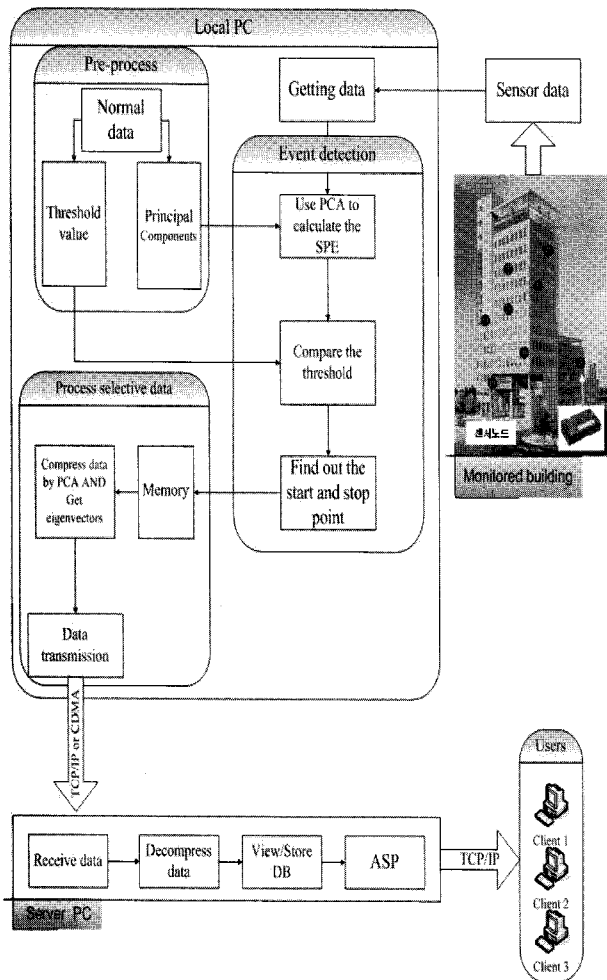 Local PC
Pre-process
Normal
data
Threshold
value
Principal
Components
Getting data
Sensor data
Event detection
Use PCA to
calculate the
SPE
Compare the
threshold
Find out the
start and stop
point
Process selective data
Compress data
by PCA AND
Get
eigenvectors
Memory
Data
transmission
센서노드
Monitored building
TCP/IP or CDMA
Receive data
Decompress
data
View/Store
DB
ASP
Server PC
TCP/IP
Users
Client 1
Client 2
Client 3